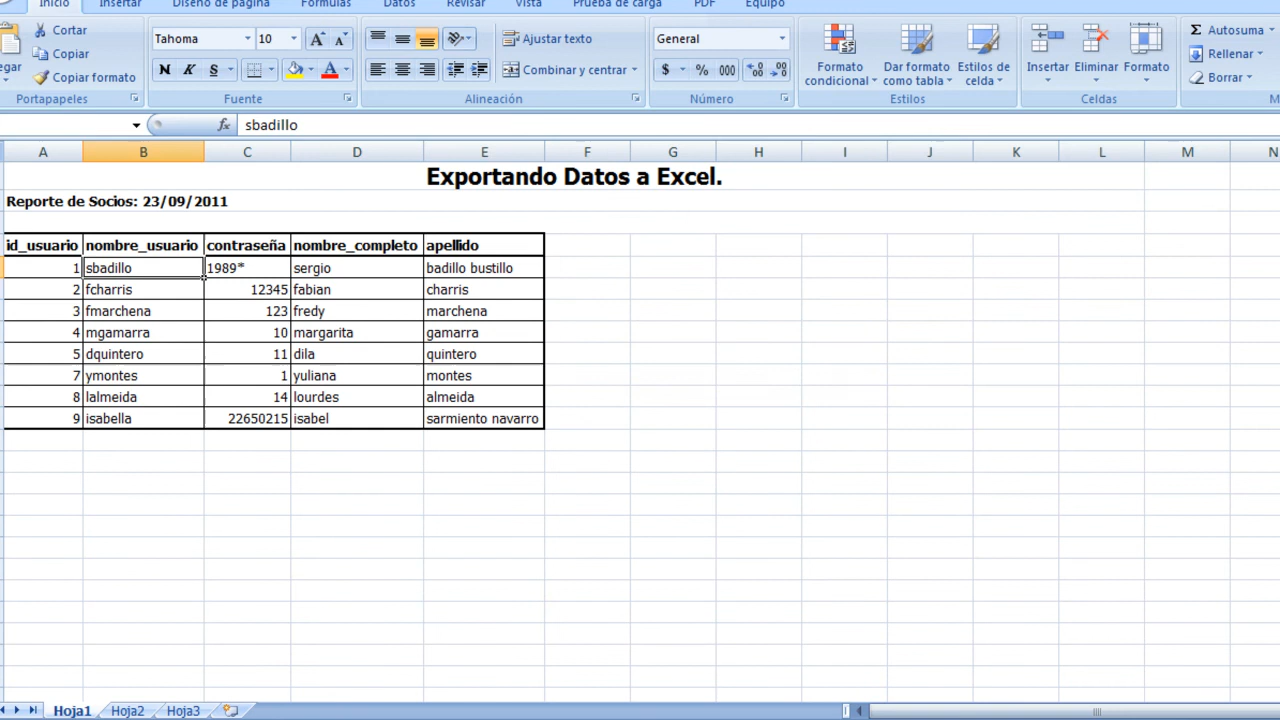 Inicio Insertar Diseño de página Fórmulas Datos Revisar Vista Prueba de carga PDF Equipo
Cortar
Copiar
Copiar formato
Portapapeles
Tahoma 10
N K S
Fuente
Ajustar texto
Combinar y centrar
Alineación
General
$ % 000
Número
Formato condicional
Dar formato como tabla
Estilos de celda
Estilos
Insertar Eliminar Formato
Celdas
Autosuma
Rellenar
Borrar
fx sbadillo
A B C D E F G H I J K L M N
Exportando Datos a Excel.
Reporte de Socios: 23/09/2011
id_usuario nombre_usuario contraseña nombre_completo apellido
1 sbadillo 1989* sergio badillo bustillo
2 fcharris 12345 fabian charris
3 fmarchena 123 fredy marchena
4 mgamarra 10 margarita gamarra
5 dquintero 11 dila quintero
7 ymontes 1 yuliana montes
8 lalmeida 14 lourdes almeida
9 isabella 22650215 isabel sarmiento navarro
Hoja1 Hoja2 Hoja3